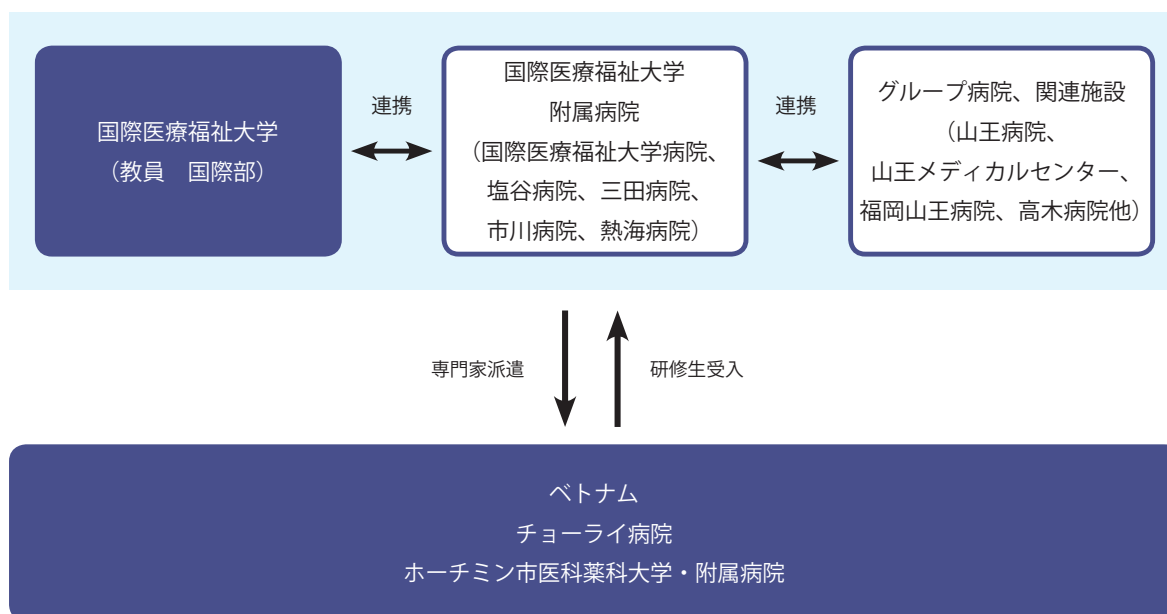 国際医療福祉大学
（教員　国際部）
連携
国際医療福祉大学
附属病院
（国際医療福祉大学病院、
塩谷病院、三田病院、
市川病院、熱海病院）
連携
グループ病院、関連施設
（山王病院、
山王メディカルセンター、
福岡山王病院、高木病院他）
専門家派遣
研修生受入
ベトナム
チョーライ病院
ホーチミン市医科薬科大学・附属病院